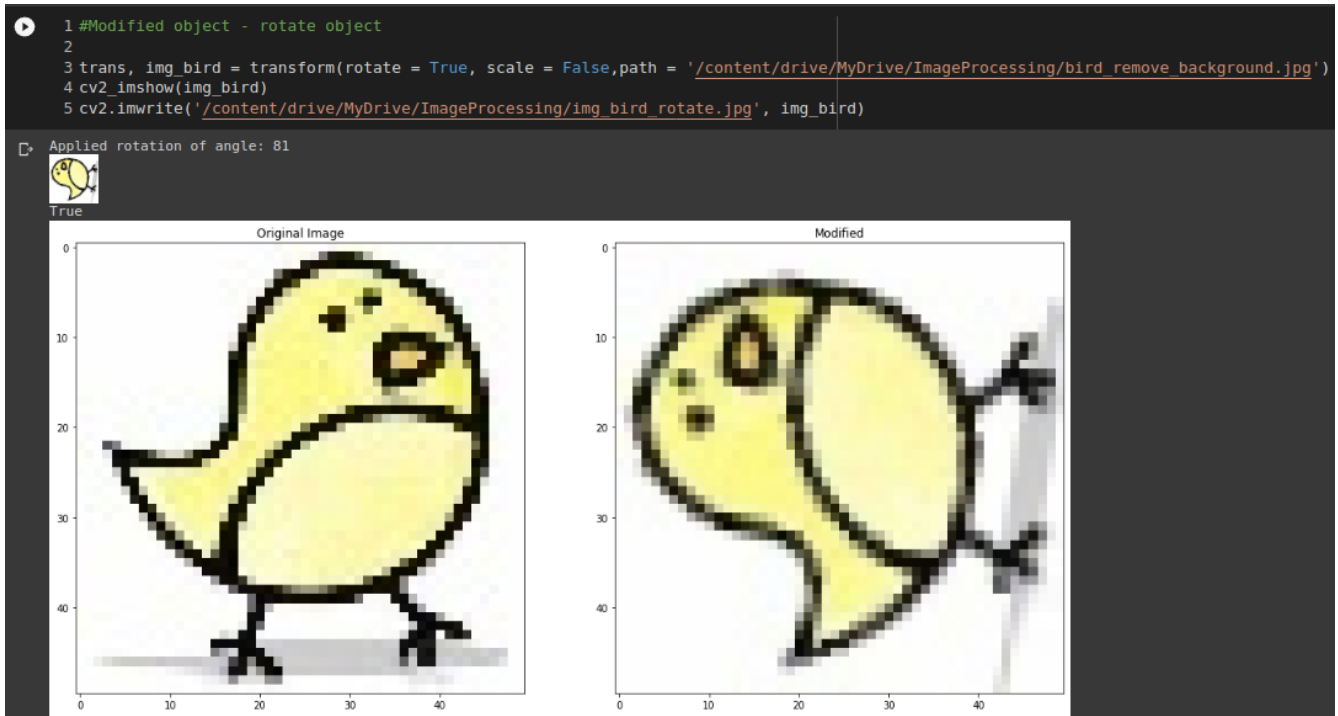 1 #Modified object - rotate object
2
3 trans, img_bird = transform(rotate = True, scale = False,path = '/content/drive/MyDrive/ImageProcessing/bird_remove_background.jpg')
4 cv2_imshow(img_bird)
5 cv2.imwrite('/content/drive/MyDrive/ImageProcessing/img_bird_rotate.jpg', img_bird)
Applied rotation of angle: 81
True
Original Image
0
10
20
30
40
0 10 20 30 40
Modified
0
10
20
30
40
0 10 20 30 40